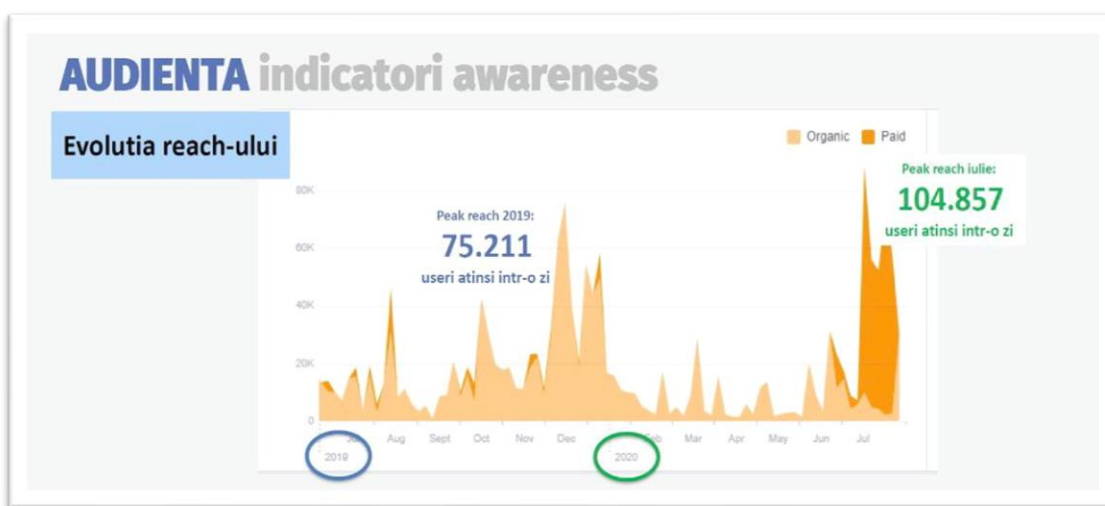 AUDIENTA indicatori awareness
Evolutia reach-ului
Organic Paid
Peak reach iulie:
104.857
useri atinsi intr-o zi
80K
Peak reach 2019:
75.211
useri atinsi intr-o zi
60K
40K
20K
0
Aug Sept Oct Nov Dec Feb Mar Apr May Jun Jul
2019 2020